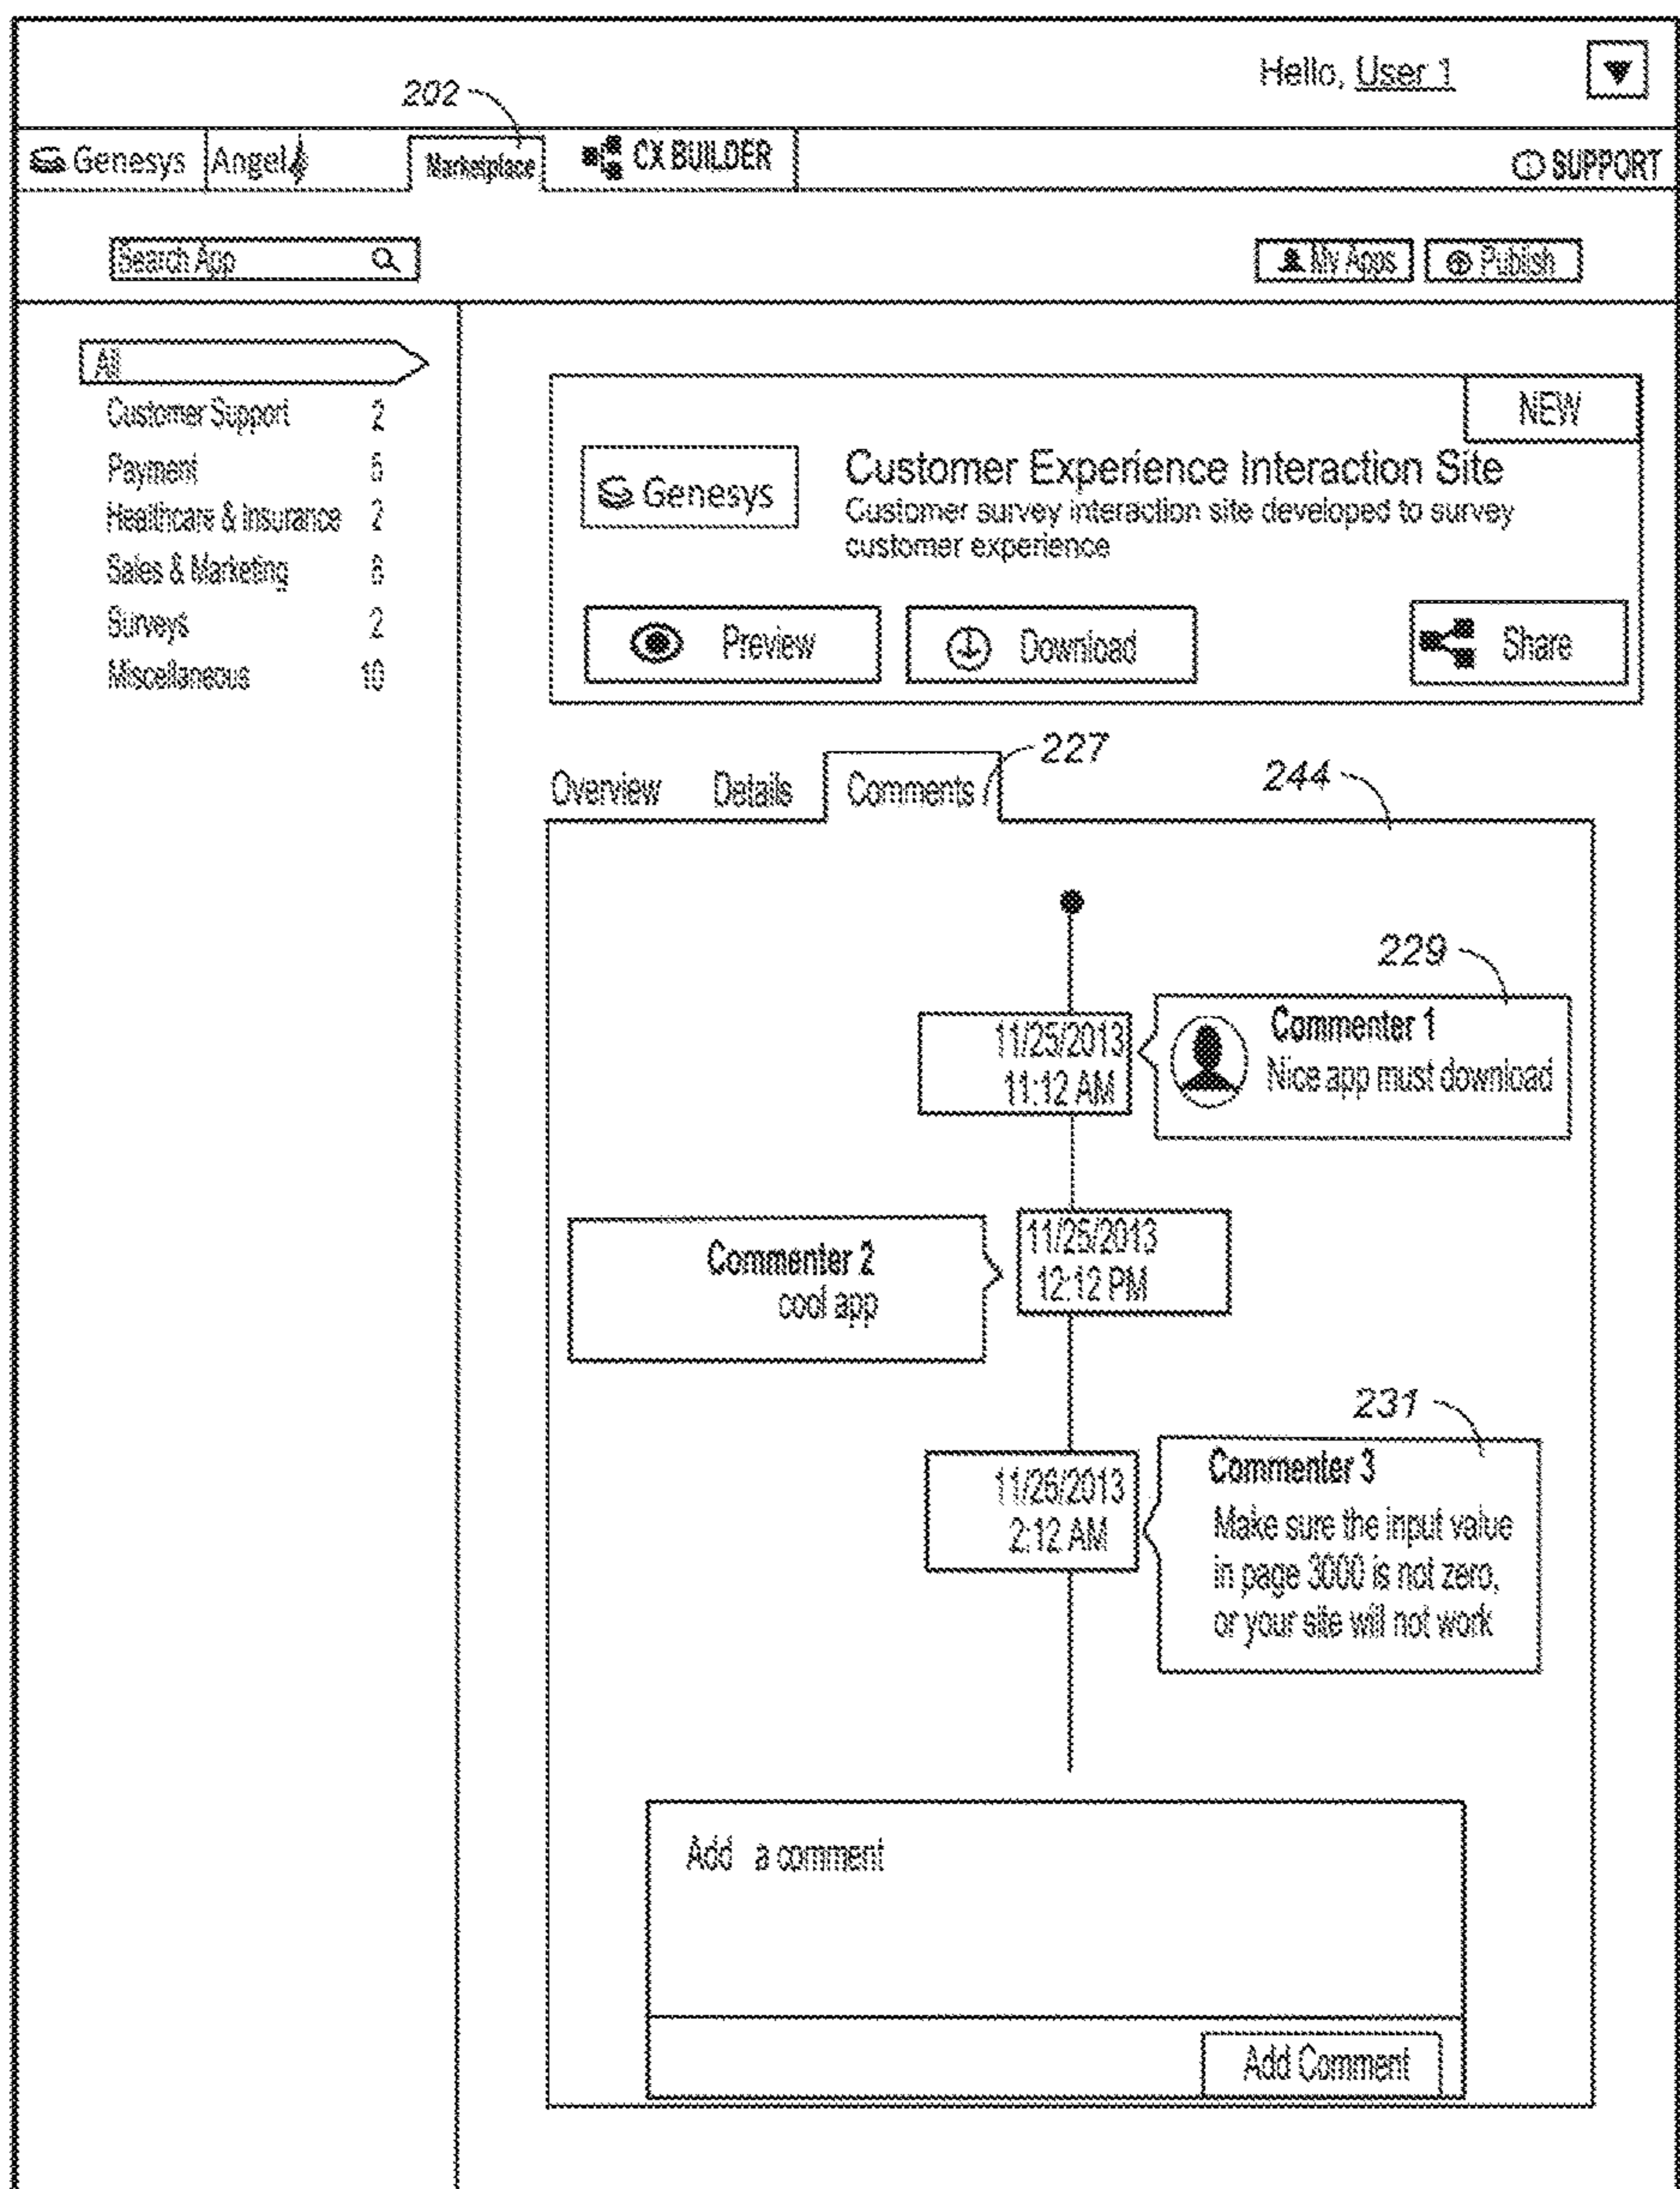 Hello, User 1
202
Genesys
Angel
Marketplace
CX BUILDER
SUPPORT
Search App
My Apps
Publish
All
Customer Support 2
Payment 5
Healthcare & Insurance 2
Sales & Marketing
Surveys 2
Miscellaneous 10
NEW
Genesys
Customer Experience Interaction Site
Customer survey interaction site developed to survey
customer experience
Preview
Download
Share
Overview
Details
Comments
227
244
229
11/25/2013
11:12 AM
Commenter 1
Nice app must download
Commenter 2
cool app
11/25/2013
12:12 PM
231
11/26/2013
2:12 AM
Commenter 3
Make sure the input value
in page 3000 is not zero,
or your site will not work
Add a comment
Add Comment